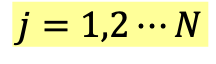 j = 1,2 ⋯ N